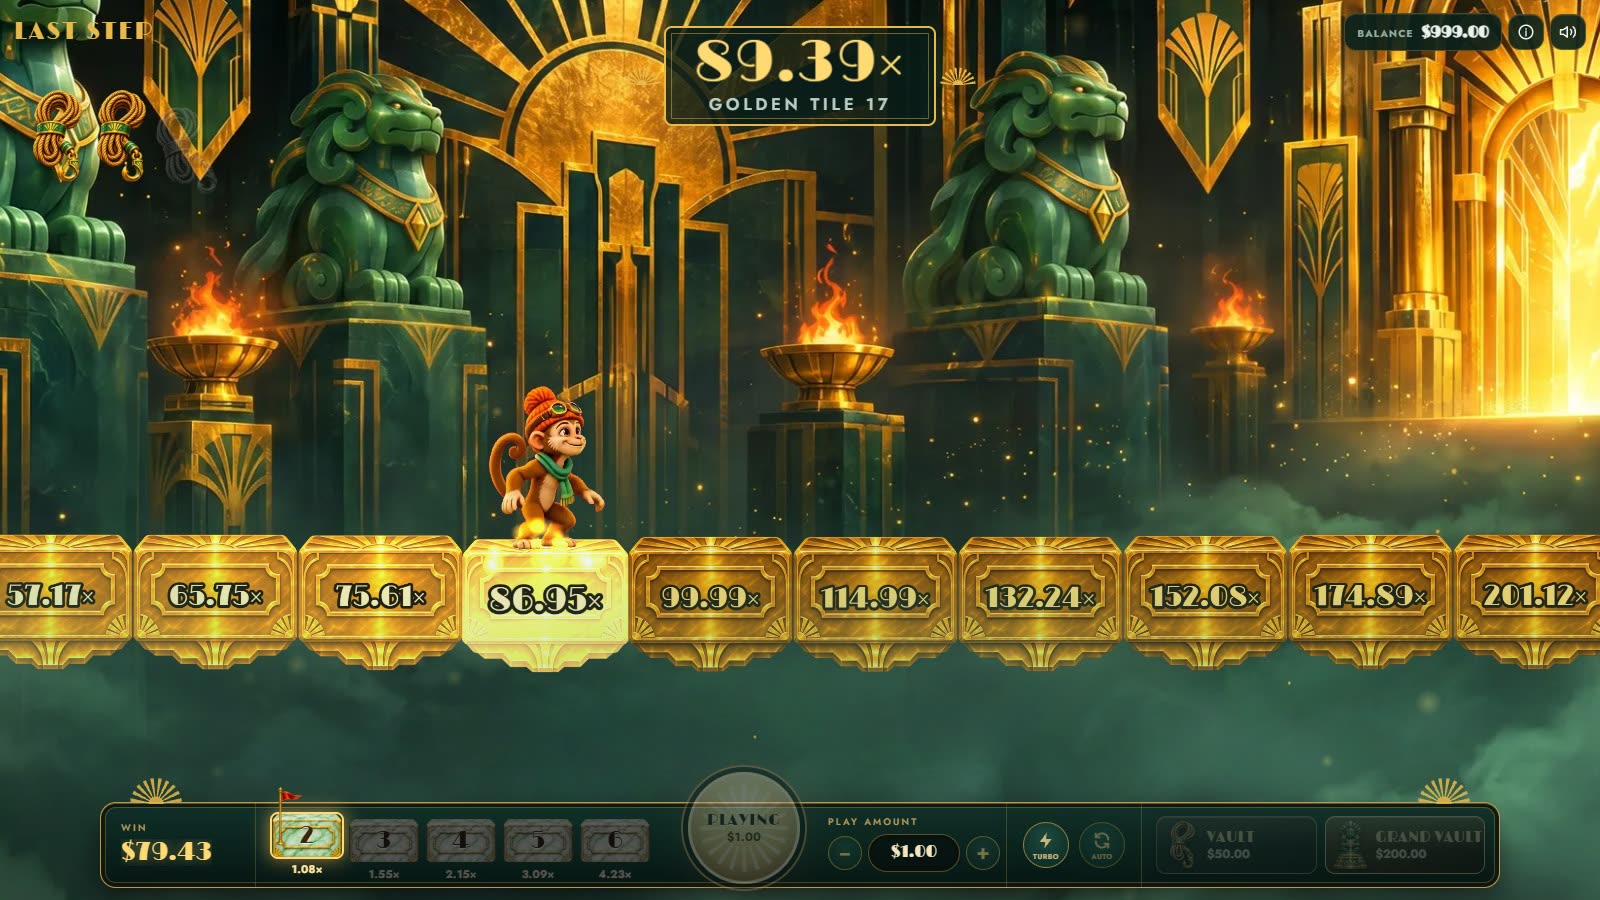 LAST STEP
89.39×
GOLDEN TILE 17
BALANCE $999.00
57.17× 65.75× 75.61× 86.95× 99.99× 114.99× 132.24× 152.08× 174.89× 201.12×
WIN
$79.43
2 3 4 5 6
1.08× 1.55× 2.15× 3.09× 4.23×
PLAYING
$1.00
PLAY AMOUNT
− $1.00 +
TURBO
AUTO
VAULT
$50.00
GRAND VAULT
$200.00